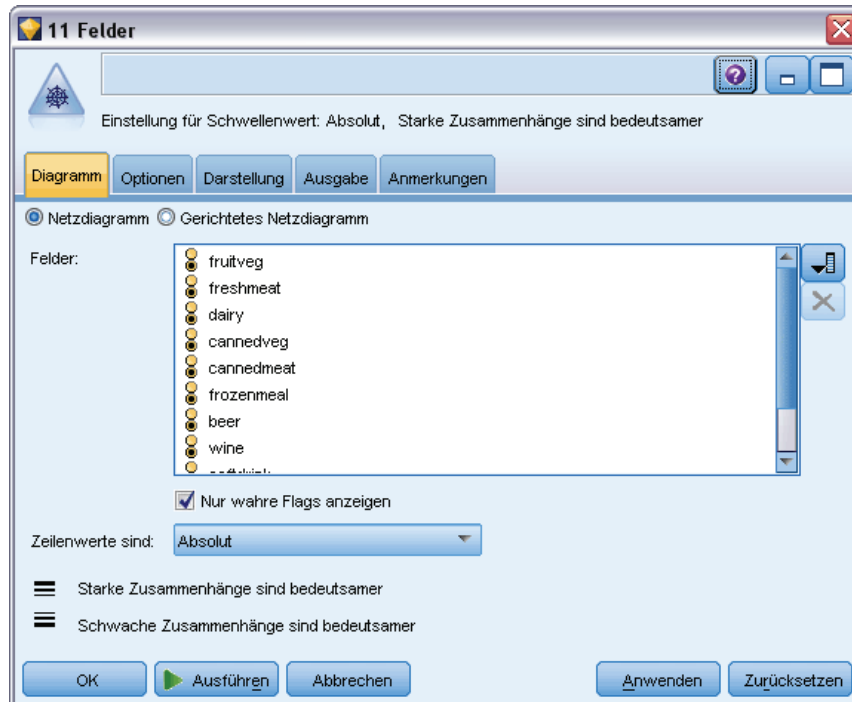 11 Felder
Einstellung für Schwellenwert: Absolut, Starke Zusammenhänge sind bedeutsamer
Diagramm Optionen Darstellung Ausgabe Anmerkungen
Netzdiagramm Gerichtetes Netzdiagramm
Felder:
fruitveg
freshmeat
dairy
cannedveg
cannedmeat
frozenmeal
beer
wine
Nur wahre Flags anzeigen
Zeilenwerte sind: Absolut
Starke Zusammenhänge sind bedeutsamer
Schwache Zusammenhänge sind bedeutsamer
OK Ausführen Abbrechen Anwenden Zurücksetzen